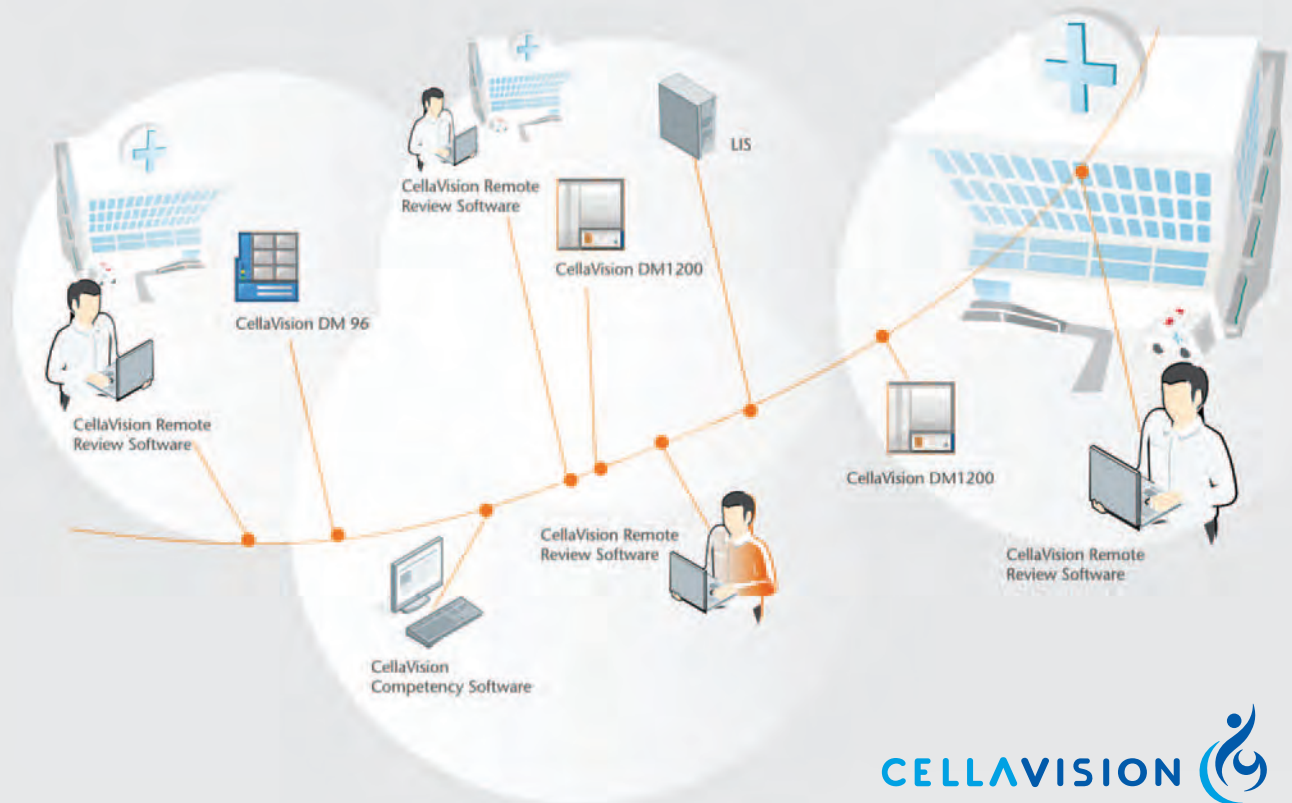 LIS
CellaVision Remote
Review Software
CellaVision DM1200
CellaVision DM 96
CellaVision Remote
Review Software
CellaVision DM1200
CellaVision Remote
Review Software
CellaVision Remote
Review Software
CellaVision
Competency Software
CELLAVISION